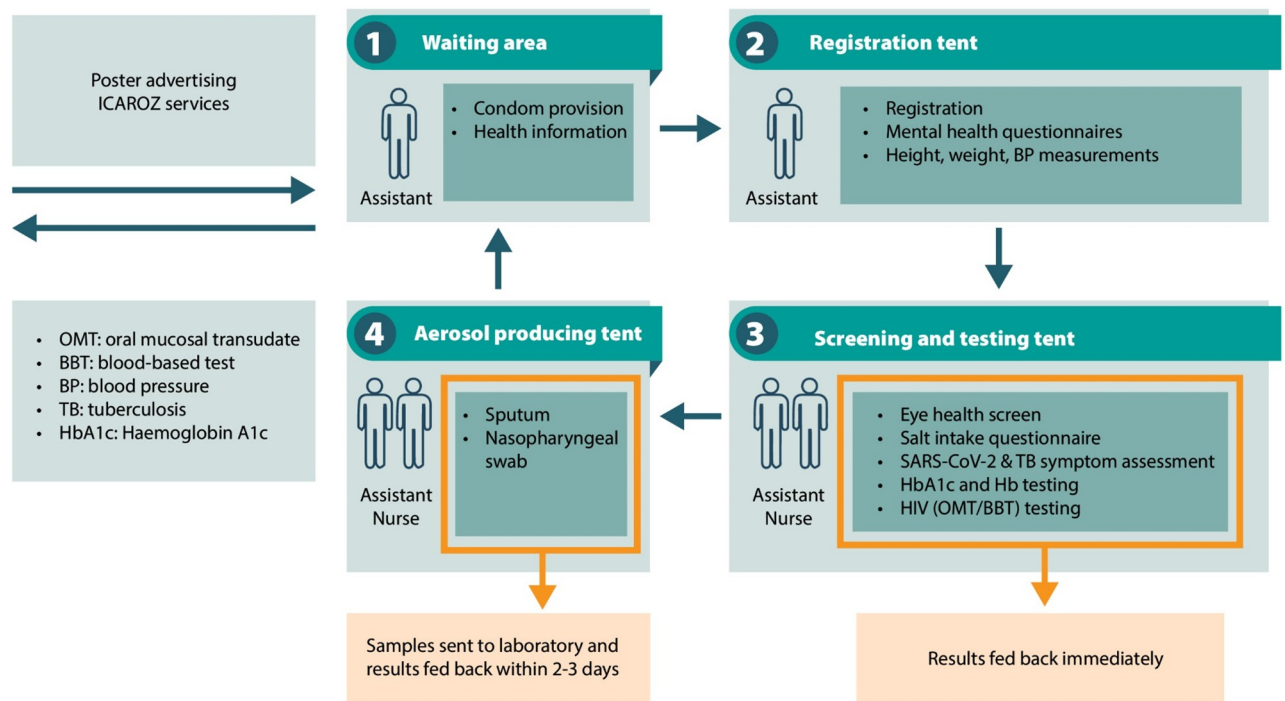 Poster advertising
ICAROZ services
1
Waiting area
Assistant
• Condom provision
• Health information
2
Registration tent
Assistant
• Registration
• Mental health questionnaires
• Height, weight, BP measurements
• OMT: oral mucosal transudate
• BBT: blood-based test
• BP: blood pressure
• TB: tuberculosis
• HbA1c: Haemoglobin A1c
4
Aerosol producing tent
Assistant
Nurse
• Sputum
• Nasopharyngeal
swab
3
Screening and testing tent
Assistant
Nurse
• Eye health screen
• Salt intake questionnaire
• SARS-CoV-2 & TB symptom assessment
• HbA1c and Hb testing
• HIV (OMT/BBT) testing
Samples sent to laboratory and
results fed back within 2-3 days
Results fed back immediately